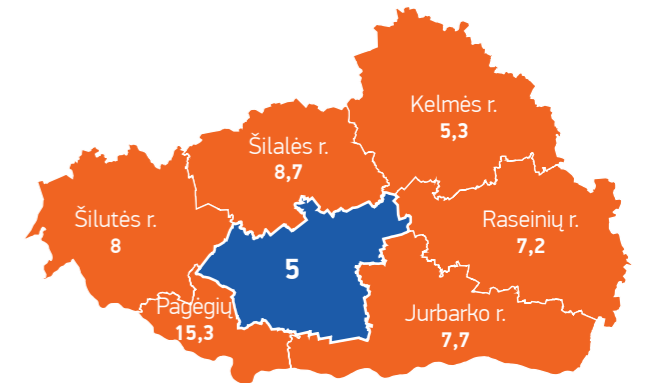 Kelmės r.
5,3
Šilalės r.
8,7
Šilutės r.
8
Raseinių r.
7,2
5
Pagėgių
15,3
Jurbarko r.
7,7